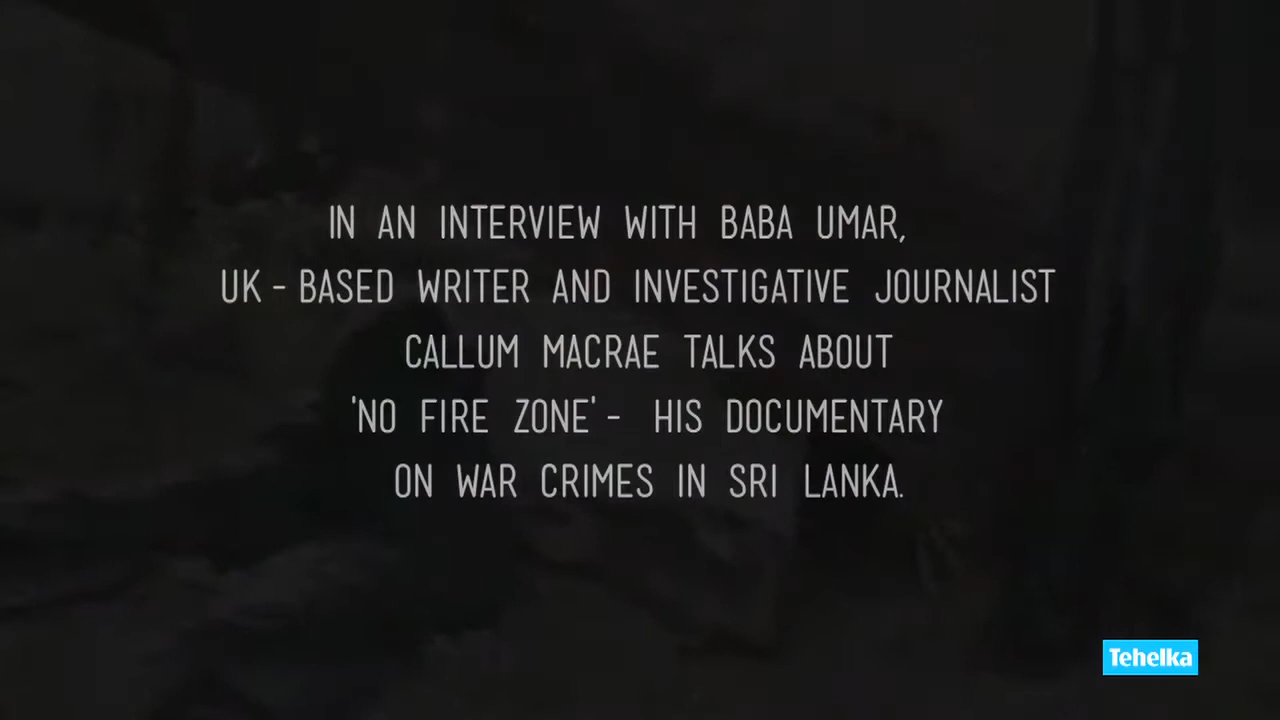 IN AN INTERVIEW WITH BABA UMAR,
UK - BASED WRITER AND INVESTIGATIVE JOURNALIST
CALLUM MACRAE TALKS ABOUT
'NO FIRE ZONE' - HIS DOCUMENTARY
ON WAR CRIMES IN SRI LANKA.
Tehelka